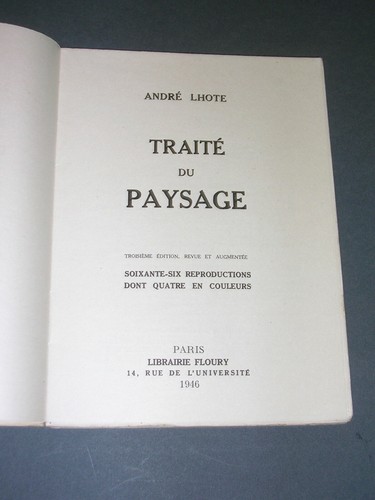 ANDRÉ LHOTE
TRAITÉ
DU
PAYSAGE
TROISIÈME ÉDITION, REVUE ET AUGMENTÉE
SOIXANTE-SIX REPRODUCTIONS
DONT QUATRE EN COULEURS
PARIS
LIBRAIRIE FLOURY
14, RUE DE L'UNIVERSITÉ
1946